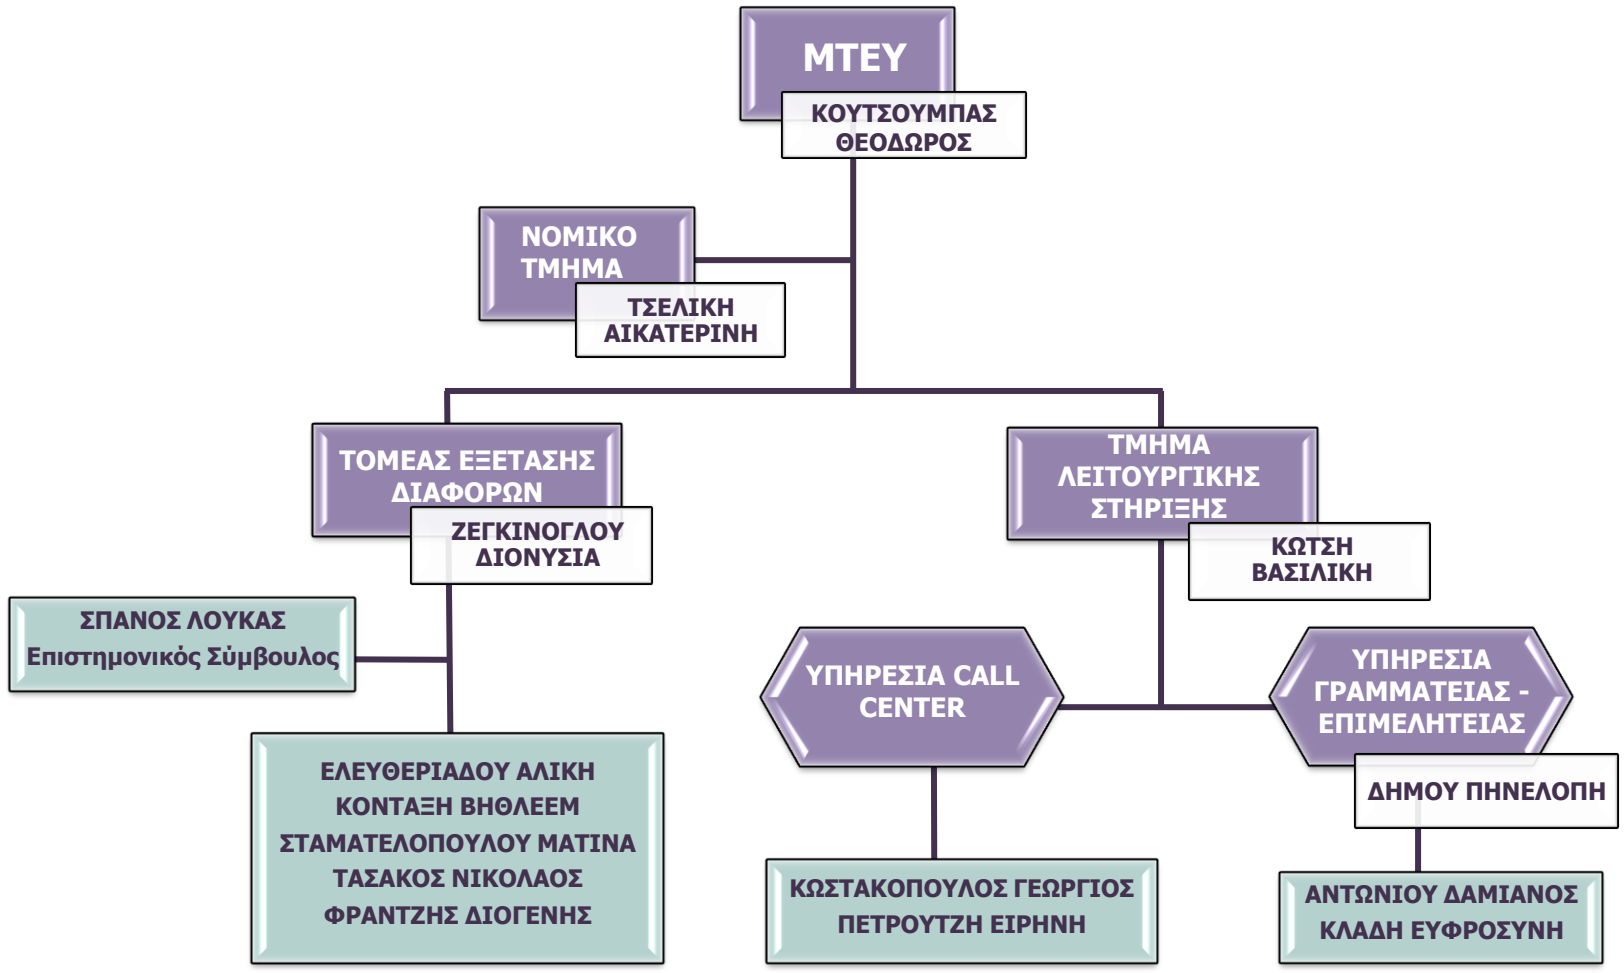 ΜΤΕΥ
ΚΟΥΤΣΟΥΜΠΑΣ
ΘΕΟΔΩΡΟΣ
ΝΟΜΙΚΟ
ΤΜΗΜΑ
ΤΣΕΛΙΚΗ
ΑΙΚΑΤΕΡΙΝΗ
ΤΟΜΕΑΣ ΕΞΕΤΑΣΗΣ
ΔΙΑΦΟΡΩΝ
ΖΕΓΚΙΝΟΓΛΟΥ
ΔΙΟΝΥΣΙΑ
ΤΜΗΜΑ
ΛΕΙΤΟΥΡΓΙΚΗΣ
ΣΤΗΡΙΞΗΣ
ΚΩΤΣΗ
ΒΑΣΙΛΙΚΗ
ΣΠΑΝΟΣ ΛΟΥΚΑΣ
Επιστημονικός Σύμβουλος
ΕΛΕΥΘΕΡΙΑΔΟΥ ΑΛΙΚΗ
ΚΟΝΤΑΞΗ ΒΗΘΛΕΕΜ
ΣΤΑΜΑΤΕΛΟΠΟΥΛΟΥ ΜΑΤΙΝΑ
ΤΑΣΑΚΟΣ ΝΙΚΟΛΑΟΣ
ΦΡΑΝΤΖΗΣ ΔΙΟΓΕΝΗΣ
ΥΠΗΡΕΣΙΑ CALL
CENTER
ΚΩΣΤΑΚΟΠΟΥΛΟΣ ΓΕΩΡΓΙΟΣ
ΠΕΤΡΟΥΤΖΗ ΕΙΡΗΝΗ
ΥΠΗΡΕΣΙΑ
ΓΡΑΜΜΑΤΕΙΑΣ -
ΕΠΙΜΕΛΗΤΕΙΑΣ
ΔΗΜΟΥ ΠΗΝΕΛΟΠΗ
ΑΝΤΩΝΙΟΥ ΔΑΜΙΑΝΟΣ
ΚΛΑΔΗ ΕΥΦΡΟΣΥΝΗ